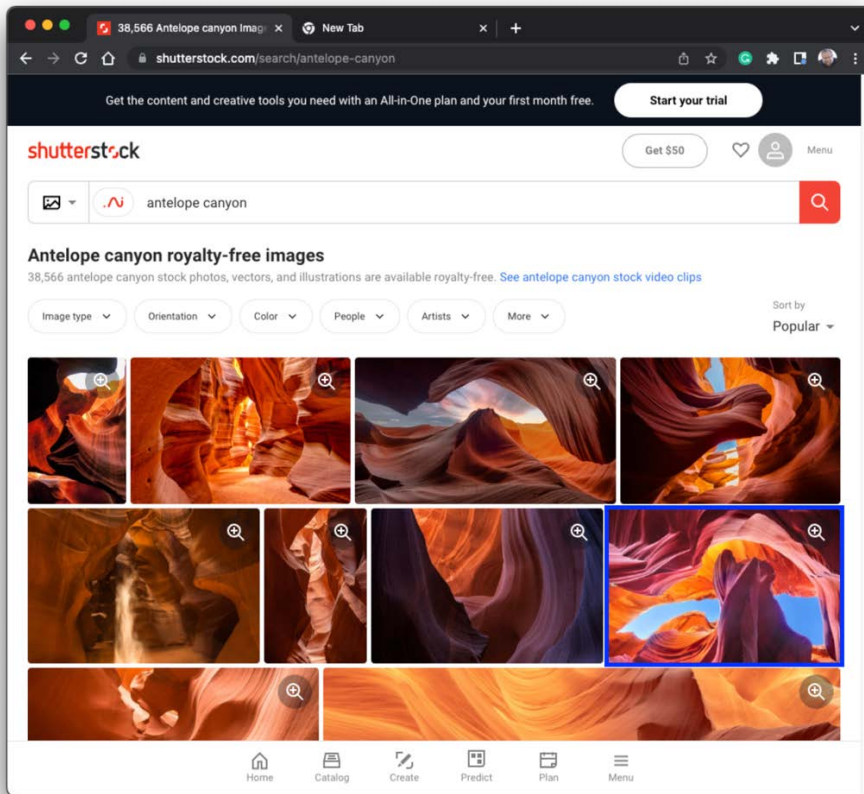 38,566 Antelope canyon Imag
New Tab
shutterstock.com/search/antelope-canyon
Get the content and creative tools you need with an All-in-One plan and your first month free.
Start your trial
shutterstock
Get $50
Menu
antelope canyon
Antelope canyon royalty-free images
38,566 antelope canyon stock photos, vectors, and illustrations are available royalty-free. See antelope canyon stock video clips
Image type
Orientation
Color
People
Artists
More
Sort by
Popular
Home
Catalog
Create
Predict
Plan
Menu